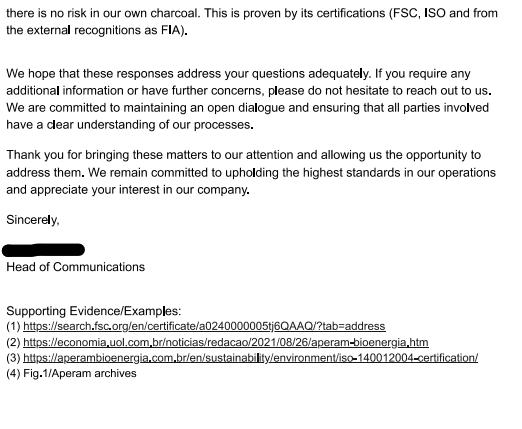 there is no risk in our own charcoal. This is proven by its certifications (FSC, ISO and from
the external recognitions as FIA).
We hope that these responses address your questions adequately. If you require any
additional information or have further concerns, please do not hesitate to reach out to us.
We are committed to maintaining an open dialogue and ensuring that all parties involved
have a clear understanding of our processes.
Thank you for bringing these matters to our attention and allowing us the opportunity to
address them. We remain committed to upholding the highest standards in our operations
and appreciate your interest in our company.
Sincerely,
Head of Communications
Supporting Evidence/Examples:
(1) https://search.fsc.org/en/certificate/a0240000005tj6QAAQ/?tab=address
(2) https://economia.uol.com.br/noticias/redacao/2021/08/26/aperam-bioenergia.htm
(3) https://aperambioenergia.com.br/en/sustainability/environment/iso-140012004-certification/
(4) Fig.1/Aperam archives